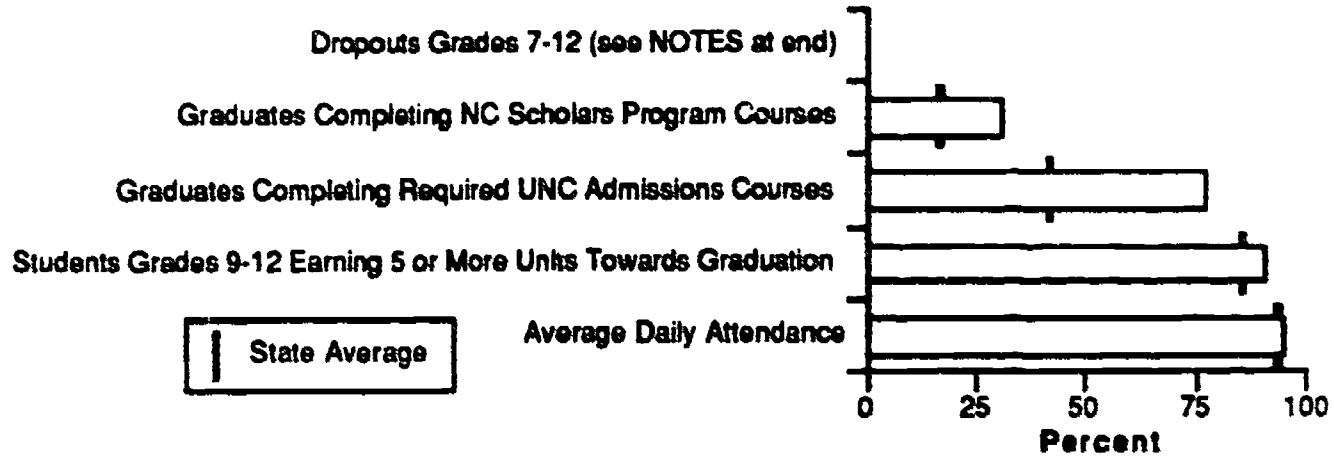 Dropouts Grades 7-12 (see NOTES at end)
Graduates Completing NC Scholars Program Courses
Graduates Completing Required UNC Admissions Courses
Students Grades 9-12 Earning 5 or More Units Towards Graduation
Average Daily Attendance
State Average
0 25 50 75 100
Percent